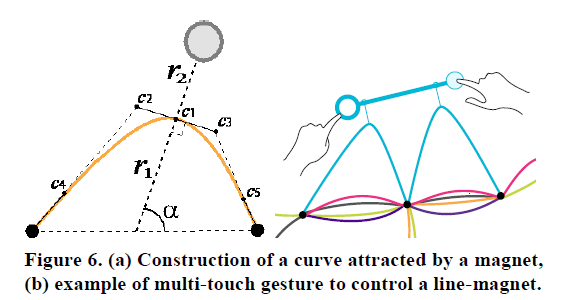 r2
c2
c1
c3
r1
c4
α
c5
Figure 6. (a) Construction of a curve attracted by a magnet,
(b) example of multi-touch gesture to control a line-magnet.